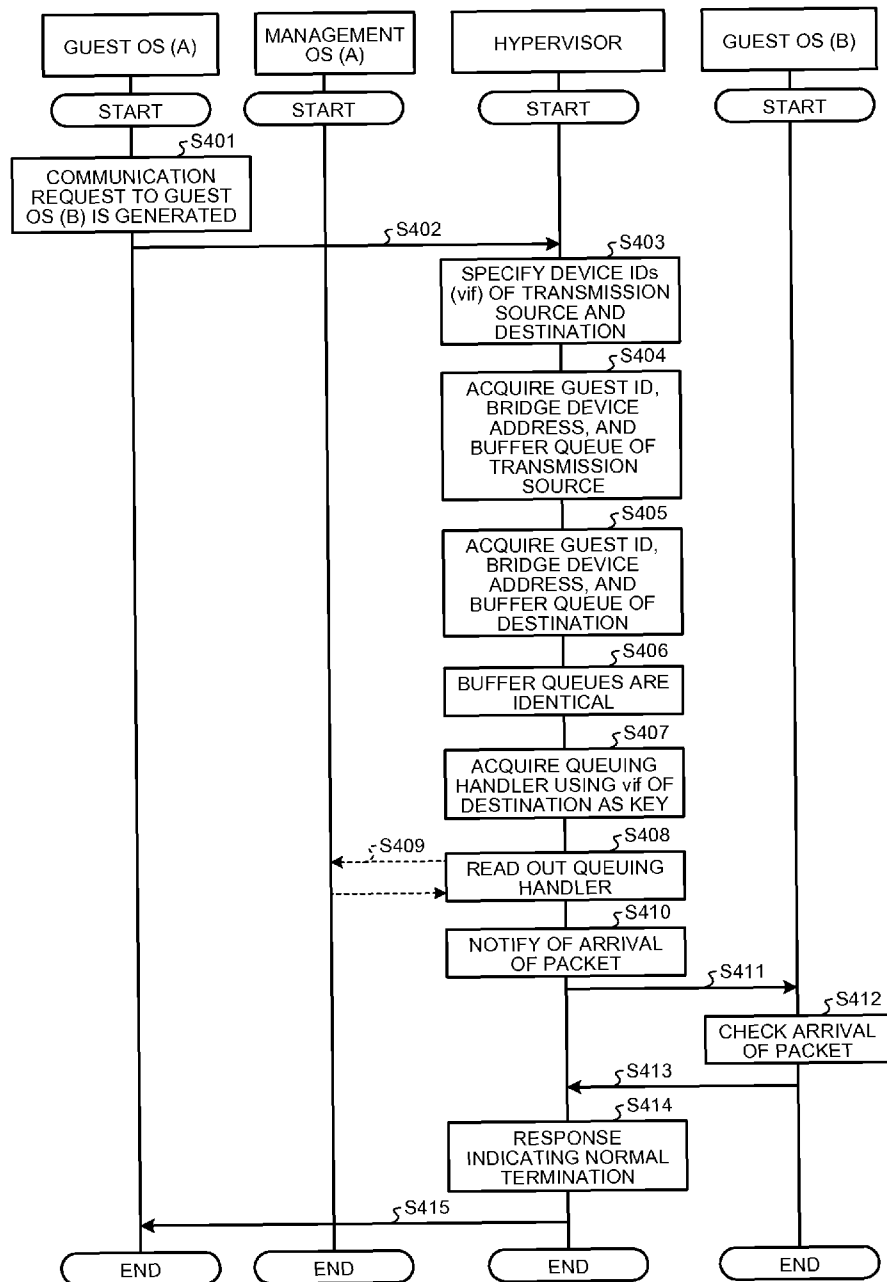 GUEST OS (A)
MANAGEMENT
OS (A)
HYPERVISOR
GUEST OS (B)
START
START
START
START
S401
COMMUNICATION
REQUEST TO GUEST
OS (B) IS GENERATED
S402
S403
SPECIFY DEVICE IDs
(vif) OF TRANSMISSION
SOURCE AND
DESTINATION
S404
ACQUIRE GUEST ID,
BRIDGE DEVICE
ADDRESS, AND
BUFFER QUEUE OF
TRANSMISSION
SOURCE
S405
ACQUIRE GUEST ID,
BRIDGE DEVICE
ADDRESS, AND
BUFFER QUEUE OF
DESTINATION
S406
BUFFER QUEUES ARE
IDENTICAL
S407
ACQUIRE QUEUING
HANDLER USING vif OF
DESTINATION AS KEY
S408
S409
READ OUT QUEUING
HANDLER
S410
NOTIFY OF ARRIVAL
OF PACKET
S411
S412
CHECK ARRIVAL
OF PACKET
S413
S414
RESPONSE
INDICATING NORMAL
TERMINATION
S415
END
END
END
END